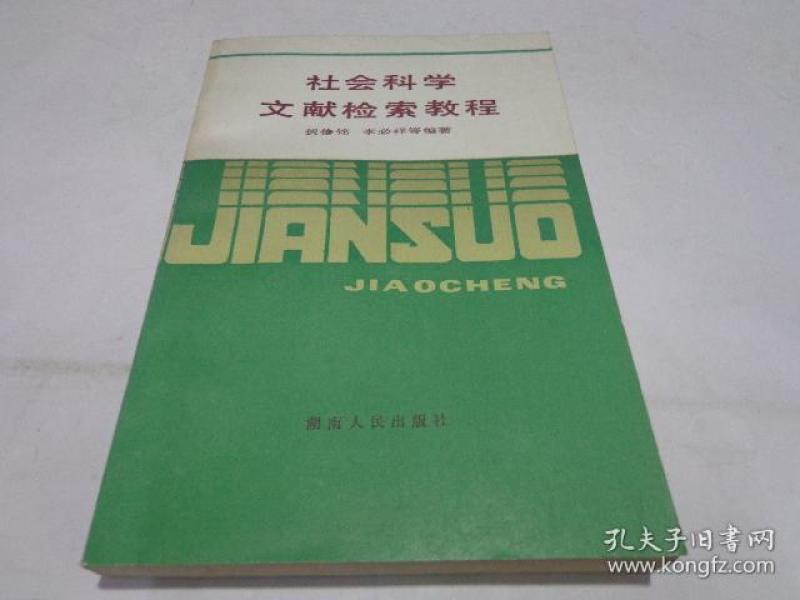 社会科学
文献检索教程
李必祥等编著
JIANSUO
JIAOCHENG
湖南人民出版社
孔夫子旧书网
www.kongfz.com